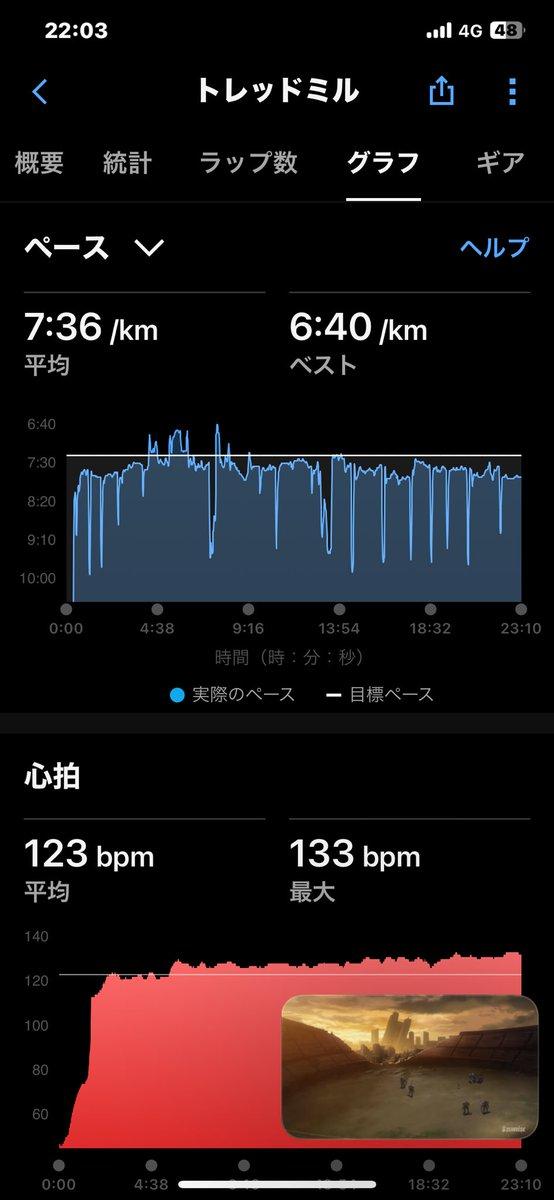 22:03 4G 48
トレッドミル
概要 統計 ラップ数 グラフ ギア
ペース ヘルプ
7:36 /km 6:40 /km
平均 ベスト
6:40
7:30
8:20
9:10
10:00
0:00 4:38 9:16 13:54 18:32 23:10
時間（時：分：秒）
実際のペース 目標ペース
心拍
123 bpm 133 bpm
平均 最大
140
120
100
80
60
SUNRISE
0:00 4:38 18:32 23:10